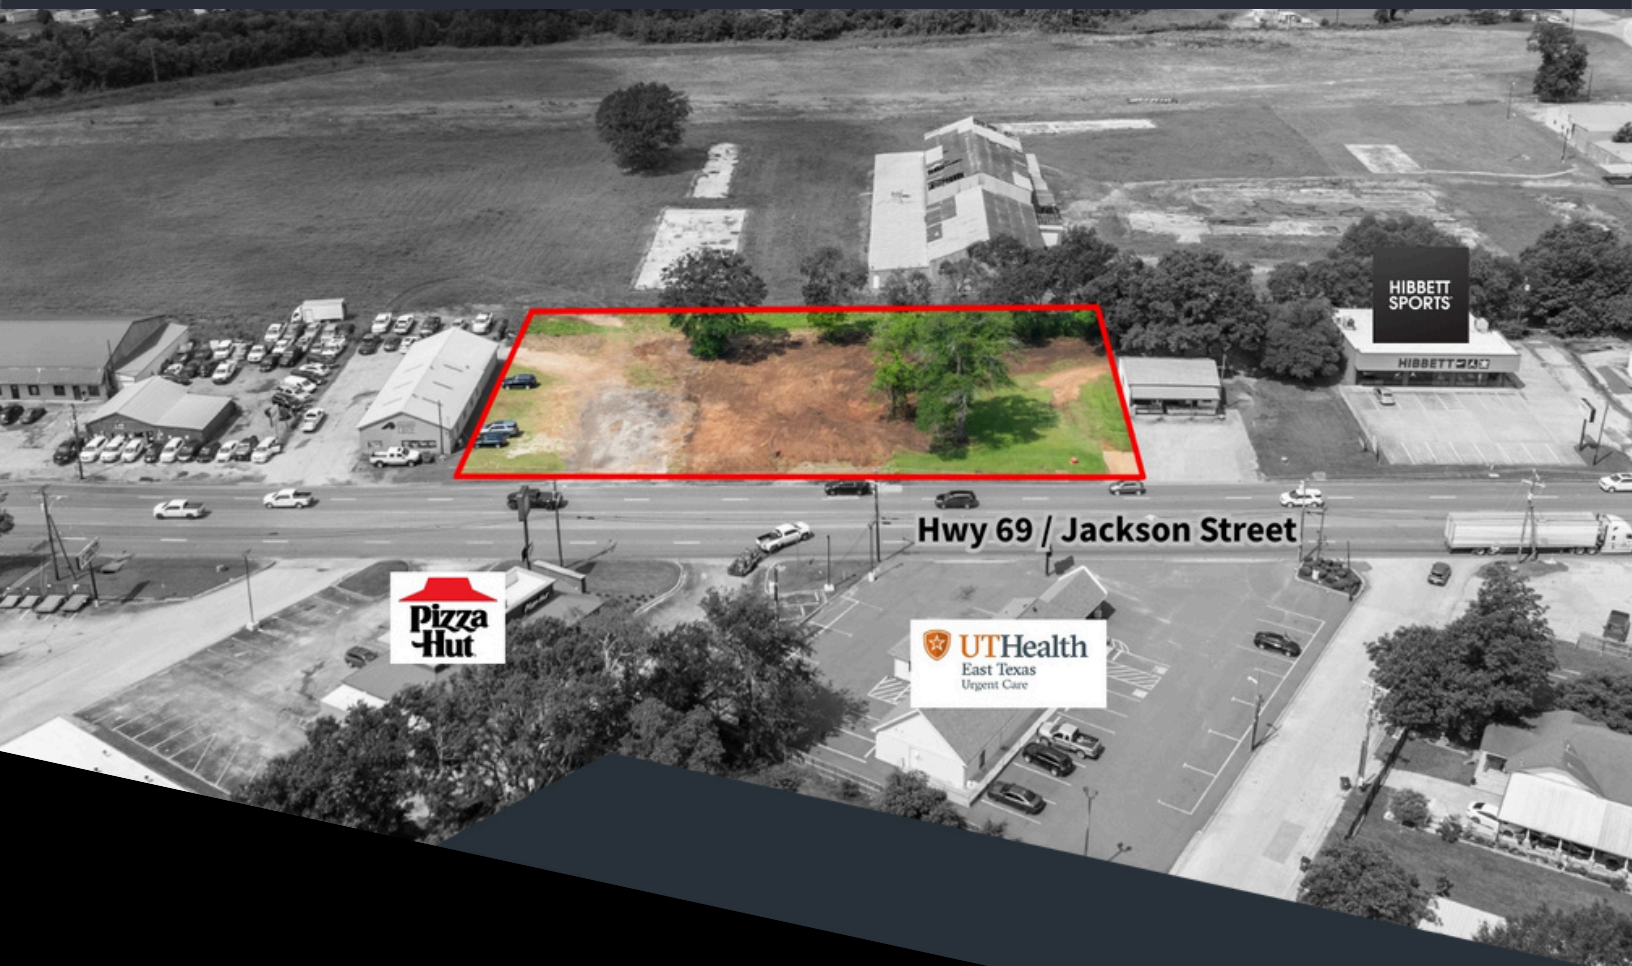 HIBBETT
SPORTS
HIBBETT
Hwy 69 / Jackson Street
Pizza
Hut
UTHealth
East Texas
Urgent Care